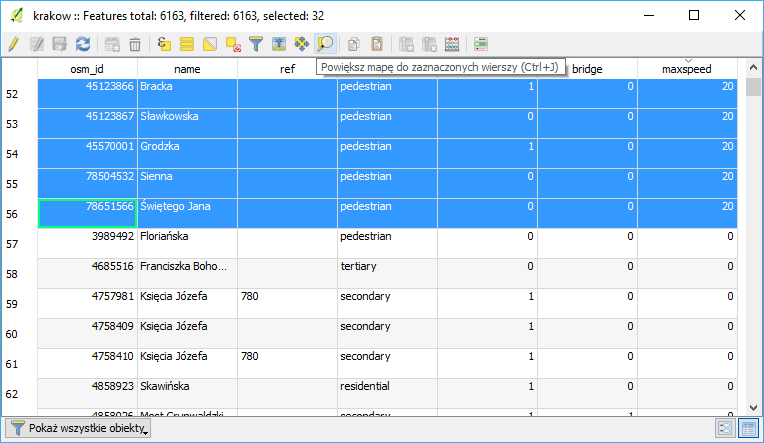 krakow :: Features total: 6163, filtered: 6163, selected: 32
Powiększ mapę do zaznaczonych wierszy (Ctrl+J)
osm_id name ref bridge maxspeed
52 45123866 Bracka pedestrian 1 0 20
53 45123867 Sławkowska pedestrian 0 0 20
54 45570001 Grodzka pedestrian 1 0 20
55 78504532 Sienna pedestrian 0 0 20
56 78651566 Świętego Jana pedestrian 0 0 20
57 3989492 Floriańska pedestrian 0 0 0
58 4685516 Franciszka Boho... tertiary 0 0 0
59 4757981 Księcia Józefa 780 secondary 1 0 0
60 4758409 Księcia Józefa secondary 1 0 0
61 4758410 Księcia Józefa 780 secondary 1 0 0
62 4858923 Skawińska residential 1 0 0
4858926 Most Grunwaldzki secondary 1 1 0
Pokaż wszystkie obiekty